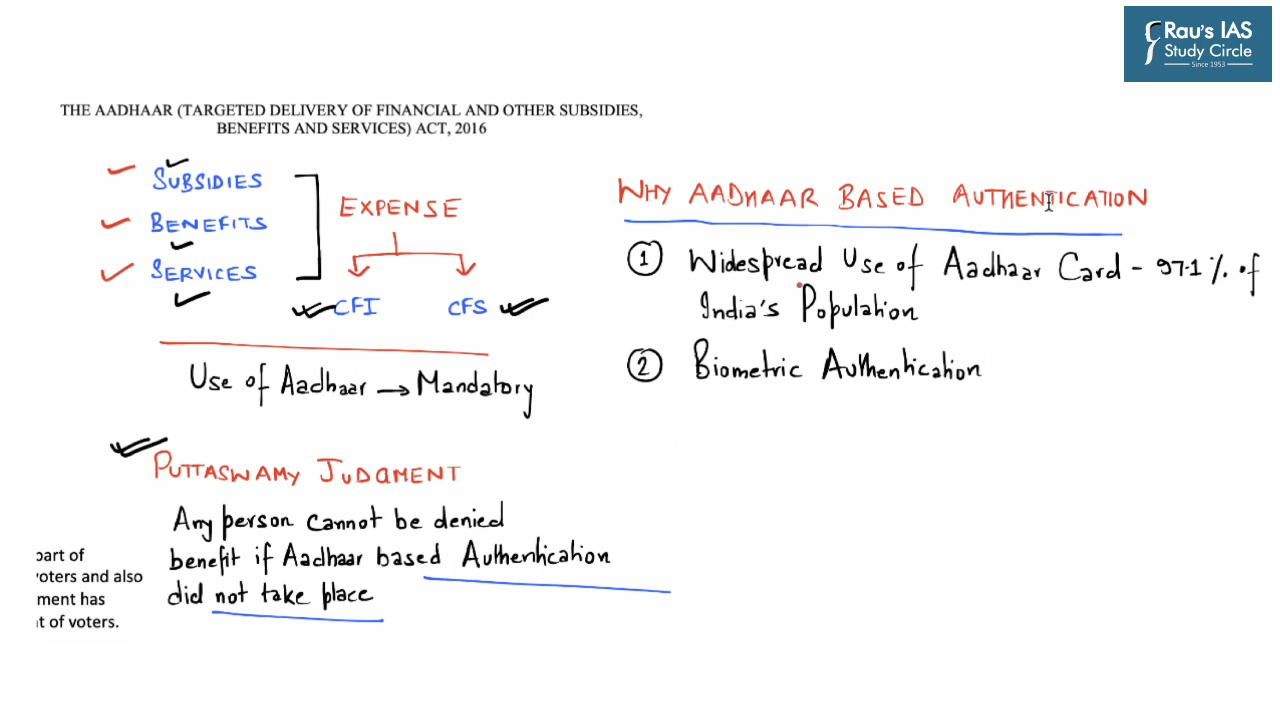 Rau's IAS
Study Circle
Since 1953
THE AADHAAR (TARGETED DELIVERY OF FINANCIAL AND OTHER SUBSIDIES,
BENEFITS AND SERVICES) ACT, 2016
SUBSIDIES
BENEFITS
SERVICES
EXPENSE
CFI CFS
Use of Aadhaar → Mandatory
PUTTASWAMY JUDGMENT
Any person cannot be denied
benefit if Aadhaar based Authentication
did not take place
part of
voters and also
ment has
t of voters.
WHY AADHAAR BASED AUTHENTICATION
① Widespread Use of Aadhaar Card - 97.1% of
India's Population
② Biometric Authentication